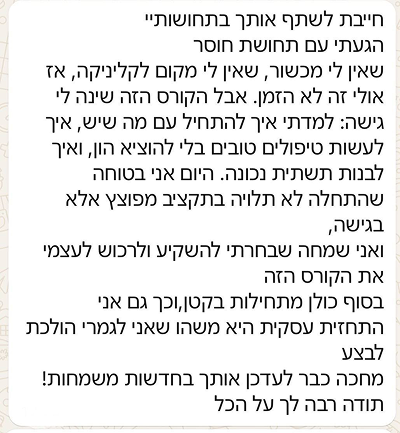 חייבת לשתף אותך בתחושותיי
הגעתי עם תחושת חוסר
שאין לי מכשור, שאין לי מקום לקליניקה, אז
אולי זה לא הזמן. אבל הקורס הזה שינה לי
גישה: למדתי איך להתחיל עם מה שיש, איך
לעשות טיפולים טובים בלי להוציא הון, ואיך
לבנות תשתית נכונה. היום אני בטוחה
שהתחלה לא תלויה בתקציב מפוצץ אלא
בגישה,
ואני שמחה שבחרתי להשקיע ולרכוש לעצמי
את הקורס הזה
בסוף כולן מתחילות בקטן,וכך גם אני
התחזית עסקית היא משהו שאני לגמרי הולכת
לבצע
מחכה כבר לעדכן אותך בחדשות משמחות!
תודה רבה לך על הכל